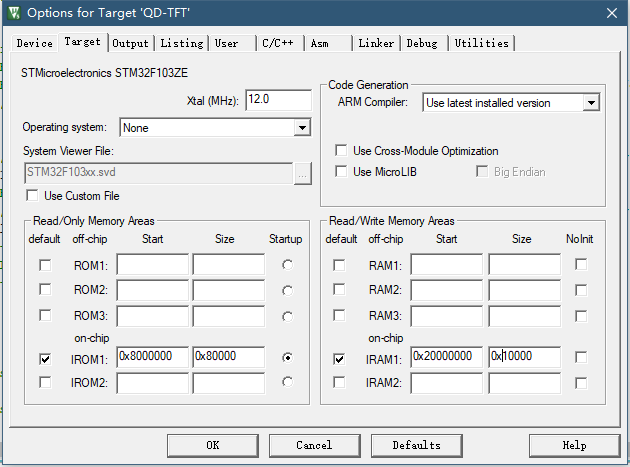 Options for Target 'QD-TFT'
Device Target Output Listing User C/C++ Asm Linker Debug Utilities
STMicroelectronics STM32F103ZE
Xtal (MHz): 12.0
Operating system: None
System Viewer File:
STM32F103xx.svd ...
Use Custom File
Code Generation
ARM Compiler: Use latest installed version
Use Cross-Module Optimization
Use MicroLIB Big Endian
Read/Only Memory Areas
default off-chip Start Size Startup
ROM1:
ROM2:
ROM3:
on-chip
IROM1: 0x8000000 0x80000
IROM2:
Read/Write Memory Areas
default off-chip Start Size NoInit
RAM1:
RAM2:
RAM3:
on-chip
IRAM1: 0x20000000 0x10000
IRAM2:
OK Cancel Defaults Help